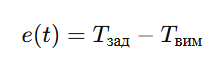 e(t) = T_зад − T_вим